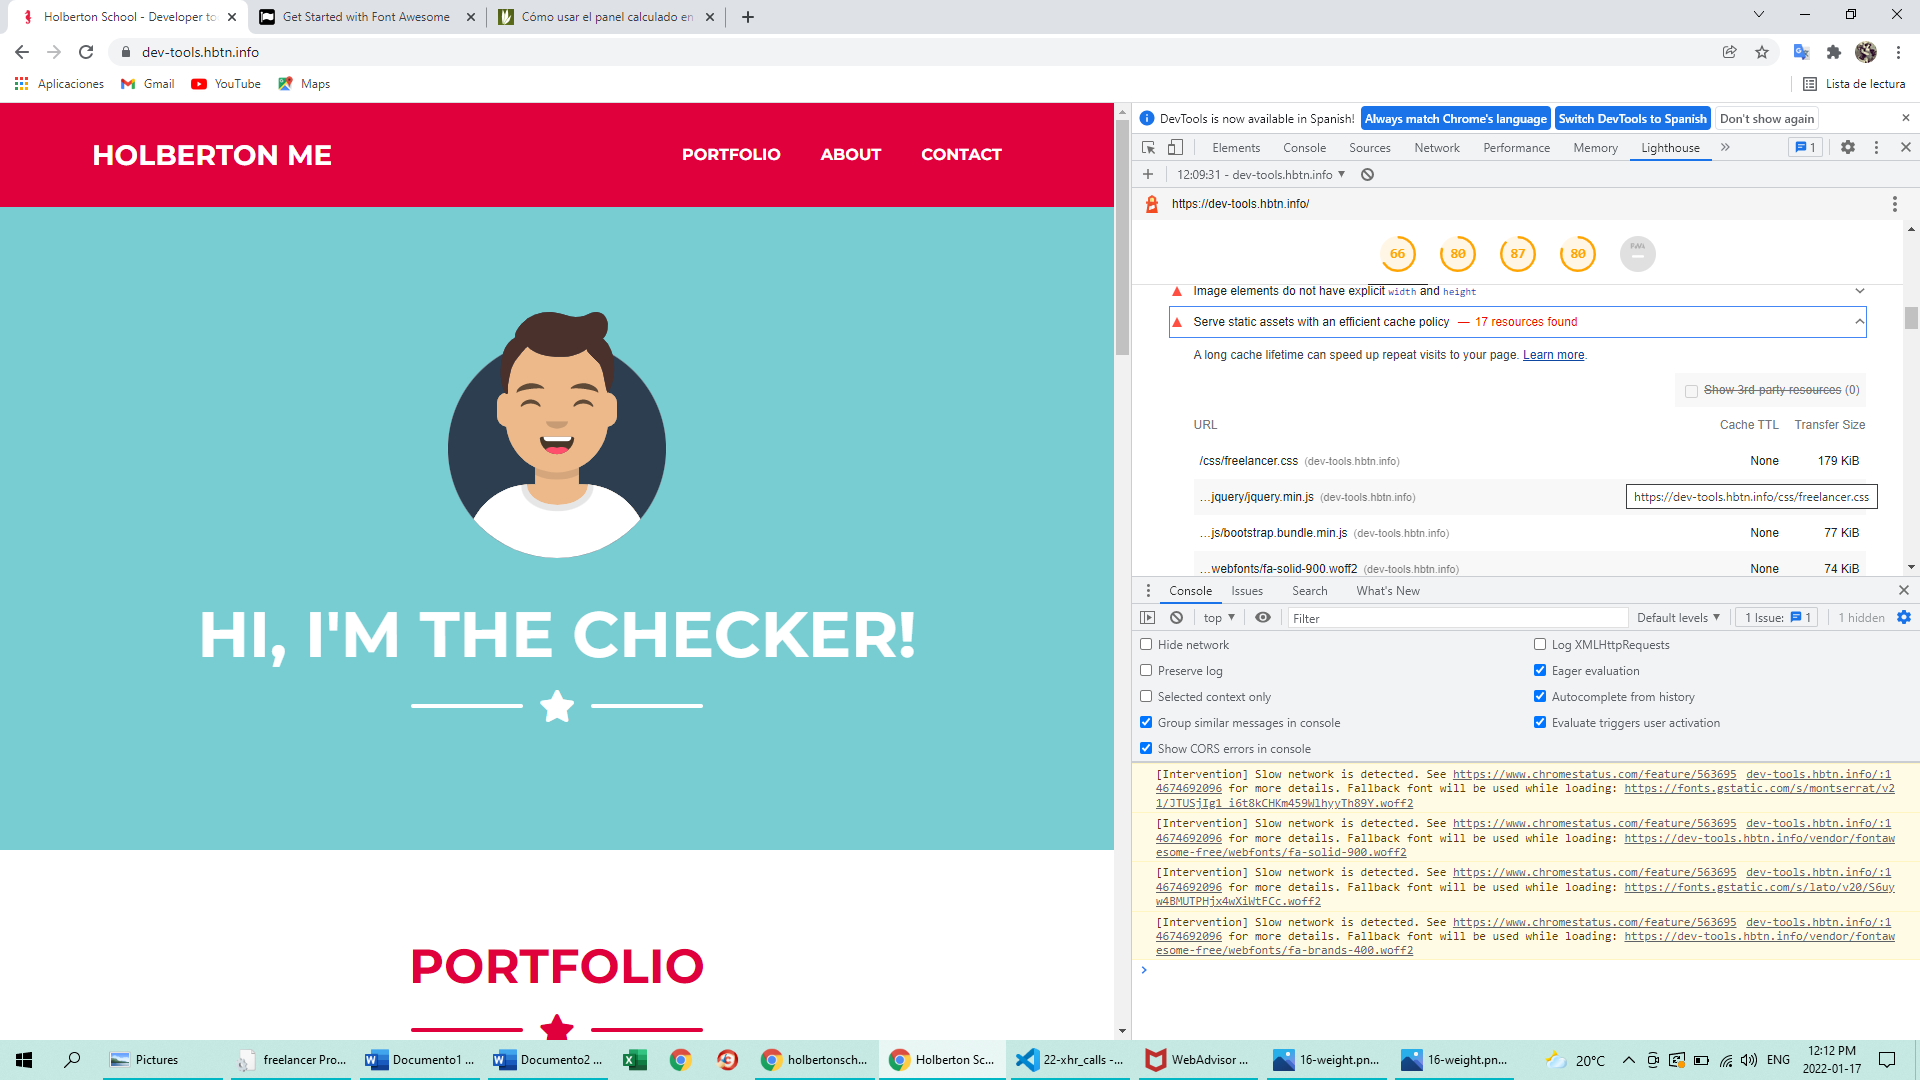 Holberton School - Developer to
Get Started with Font Awesome
Cómo usar el panel calculado en
dev-tools.hbtn.info
Aplicaciones
Gmail
YouTube
Maps
Lista de lectura
HOLBERTON ME
PORTFOLIO
ABOUT
CONTACT
HI, I'M THE CHECKER!
PORTFOLIO
DevTools is now available in Spanish!
Always match Chrome's language
Switch DevTools to Spanish
Don't show again
Elements
Console
Sources
Network
Performance
Memory
Lighthouse
1
12:09:31 - dev-tools.hbtn.info
https://dev-tools.hbtn.info/
66
80
87
80
PWA
Image elements do not have explicit width and height
Serve static assets with an efficient cache policy — 17 resources found
A long cache lifetime can speed up repeat visits to your page. Learn more.
Show 3rd-party resources (0)
URL
Cache TTL
Transfer Size
/css/freelancer.css (dev-tools.hbtn.info)
None
179 KiB
…jquery/jquery.min.js (dev-tools.hbtn.info)
https://dev-tools.hbtn.info/css/freelancer.css
…js/bootstrap.bundle.min.js (dev-tools.hbtn.info)
None
77 KiB
…webfonts/fa-solid-900.woff2 (dev-tools.hbtn.info)
None
74 KiB
Console
Issues
Search
What's New
top
Filter
Default levels
1 Issue: 1
1 hidden
Hide network
Log XMLHttpRequests
Preserve log
Eager evaluation
Selected context only
Autocomplete from history
Group similar messages in console
Evaluate triggers user activation
Show CORS errors in console
[Intervention] Slow network is detected. See https://www.chromestatus.com/feature/563695 dev-tools.hbtn.info/:1
4674692096 for more details. Fallback font will be used while loading: https://fonts.gstatic.com/s/montserrat/v2
1/JTUSjIg1_i6t8kCHKm459WlhyyTh89Y.woff2
[Intervention] Slow network is detected. See https://www.chromestatus.com/feature/563695 dev-tools.hbtn.info/:1
4674692096 for more details. Fallback font will be used while loading: https://dev-tools.hbtn.info/vendor/fontaw
esome-free/webfonts/fa-solid-900.woff2
[Intervention] Slow network is detected. See https://www.chromestatus.com/feature/563695 dev-tools.hbtn.info/:1
4674692096 for more details. Fallback font will be used while loading: https://fonts.gstatic.com/s/lato/v20/S6uy
w4BMUTPHjx4wXiWtFCc.woff2
[Intervention] Slow network is detected. See https://www.chromestatus.com/feature/563695 dev-tools.hbtn.info/:1
4674692096 for more details. Fallback font will be used while loading: https://dev-tools.hbtn.info/vendor/fontaw
esome-free/webfonts/fa-brands-400.woff2
Pictures
freelancer Pro...
Documento1 ...
Documento2 ...
holbertonsch...
Holberton Sc...
22-xhr_calls -...
WebAdvisor ...
16-weight.pn...
16-weight.pn...
20°C
ENG
12:12 PM
2022-01-17